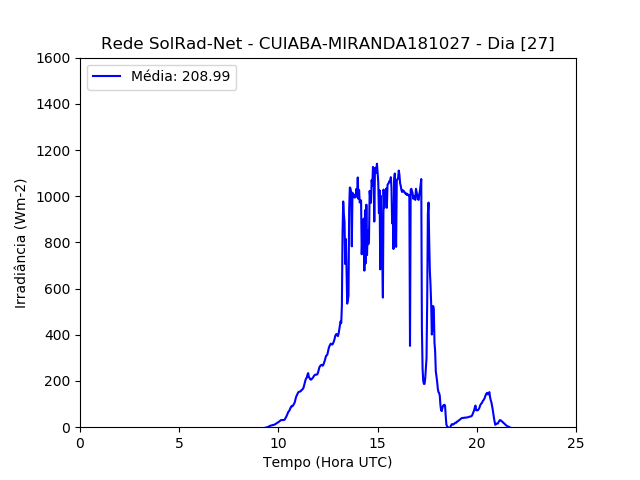 Rede SolRad-Net - CUIABA-MIRANDA181027 - Dia [27]
Média: 208.99
Irradiância (Wm-2)
1600
1400
1200
1000
800
600
400
200
0
0 5 10 15 20 25
Tempo (Hora UTC)